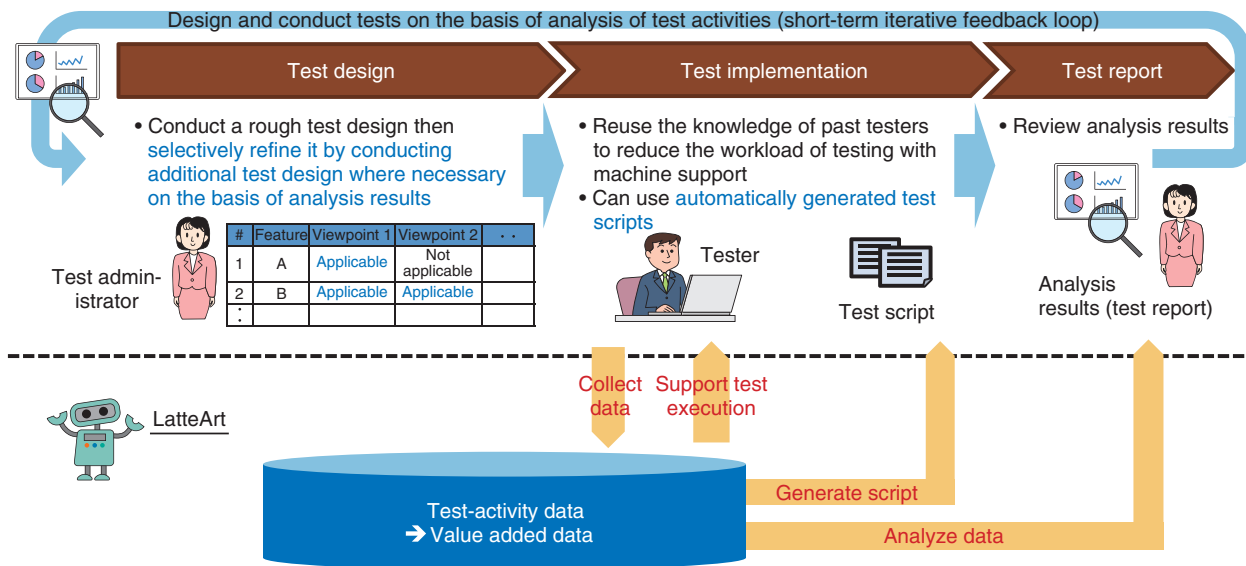 Design and conduct tests on the basis of analysis of test activities (short-term iterative feedback loop)
Test design
Test implementation
Test report
• Conduct a rough test design then
selectively refine it by conducting
additional test design where necessary
on the basis of analysis results
• Reuse the knowledge of past testers
to reduce the workload of testing with
machine support
• Can use automatically generated test
scripts
• Review analysis results
Test admin-
istrator
# Feature Viewpoint 1 Viewpoint 2 · ·
1 A Applicable Not
applicable
2 B Applicable Applicable
:
Tester
Test script
Analysis
results (test report)
LatteArt
Collect
data
Support test
execution
Generate script
Analyze data
Test-activity data
➔ Value added data